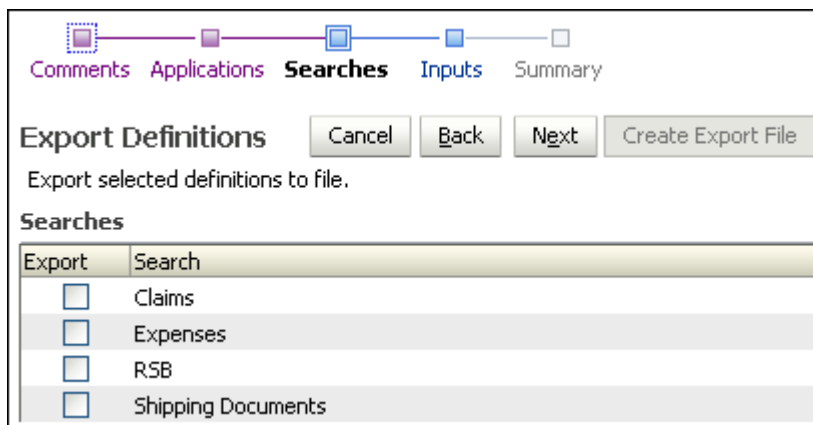 Comments Applications Searches Inputs Summary
Export Definitions Cancel Back Next Create Export File
Export selected definitions to file.
Searches
Export Search
Claims
Expenses
RSB
Shipping Documents